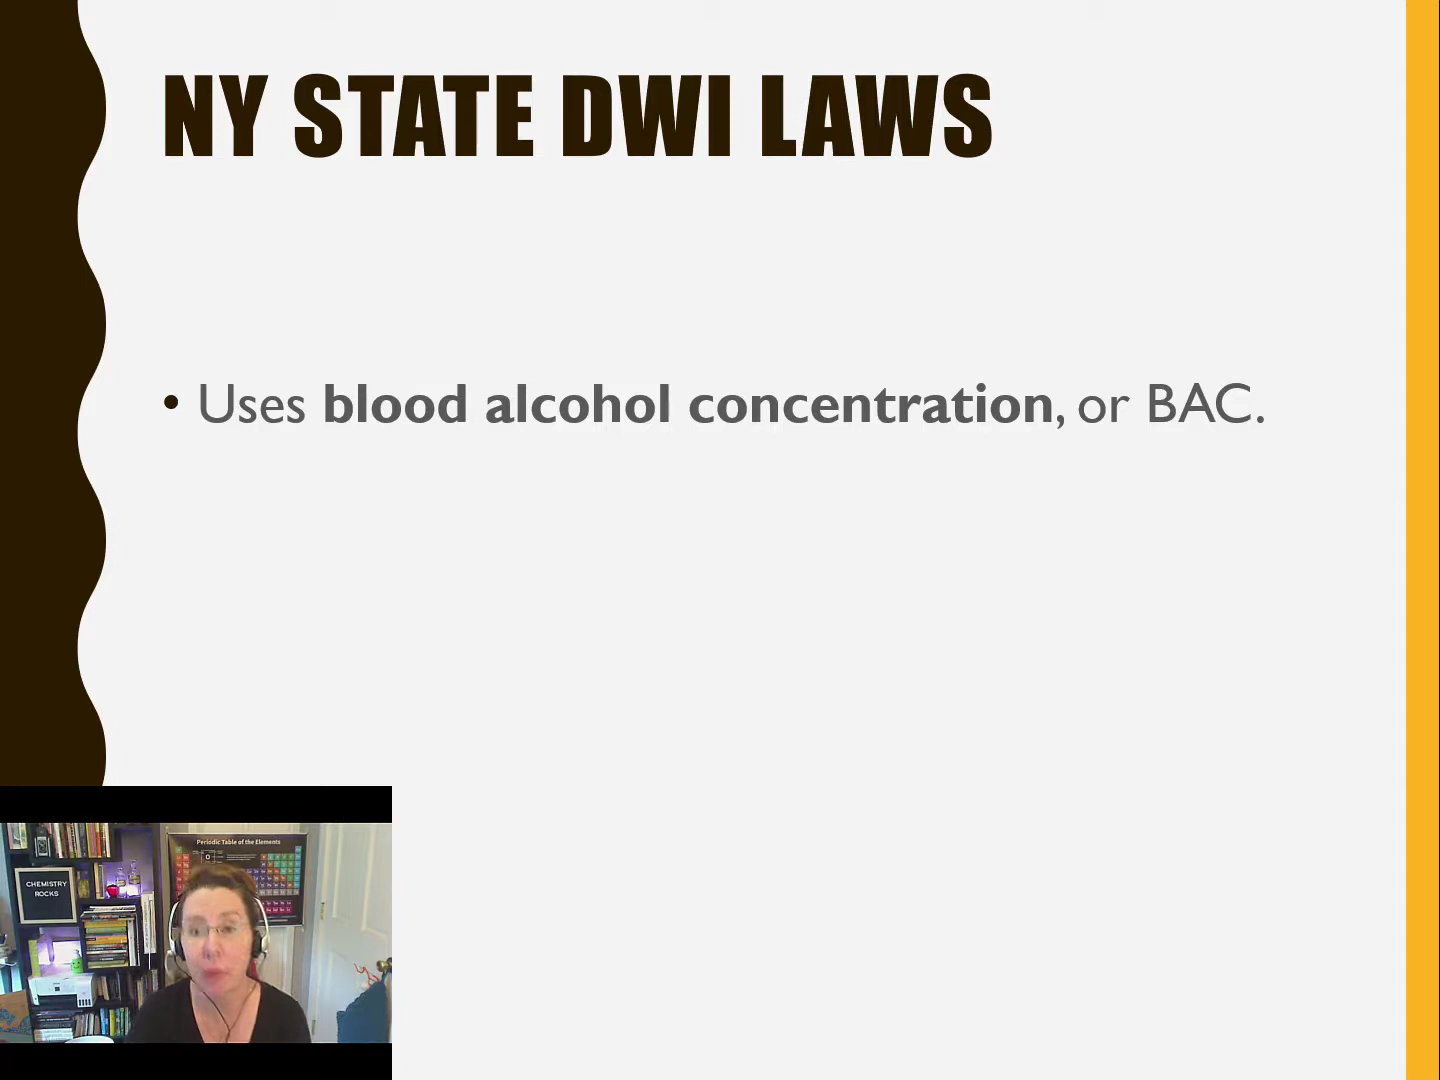 NY STATE DWI LAWS
• Uses blood alcohol concentration, or BAC.
Periodic Table of the Elements
CHEMISTRY
ROCKS